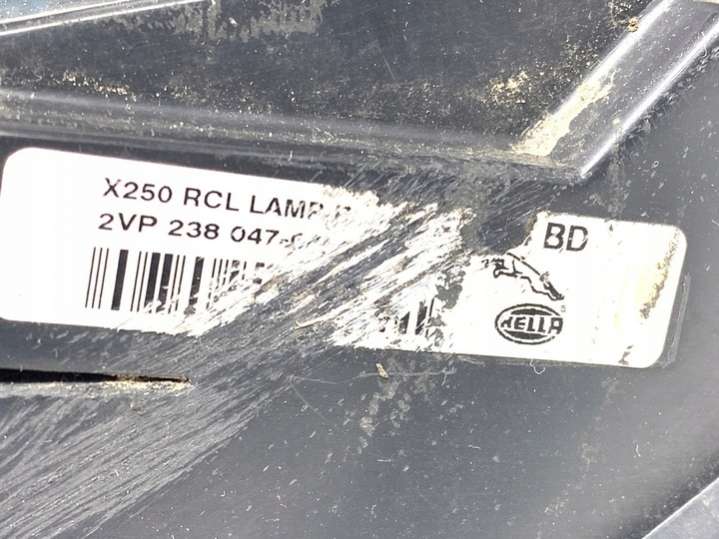 X250 RCL LAMP
2VP 238 047-
BD
HELLA